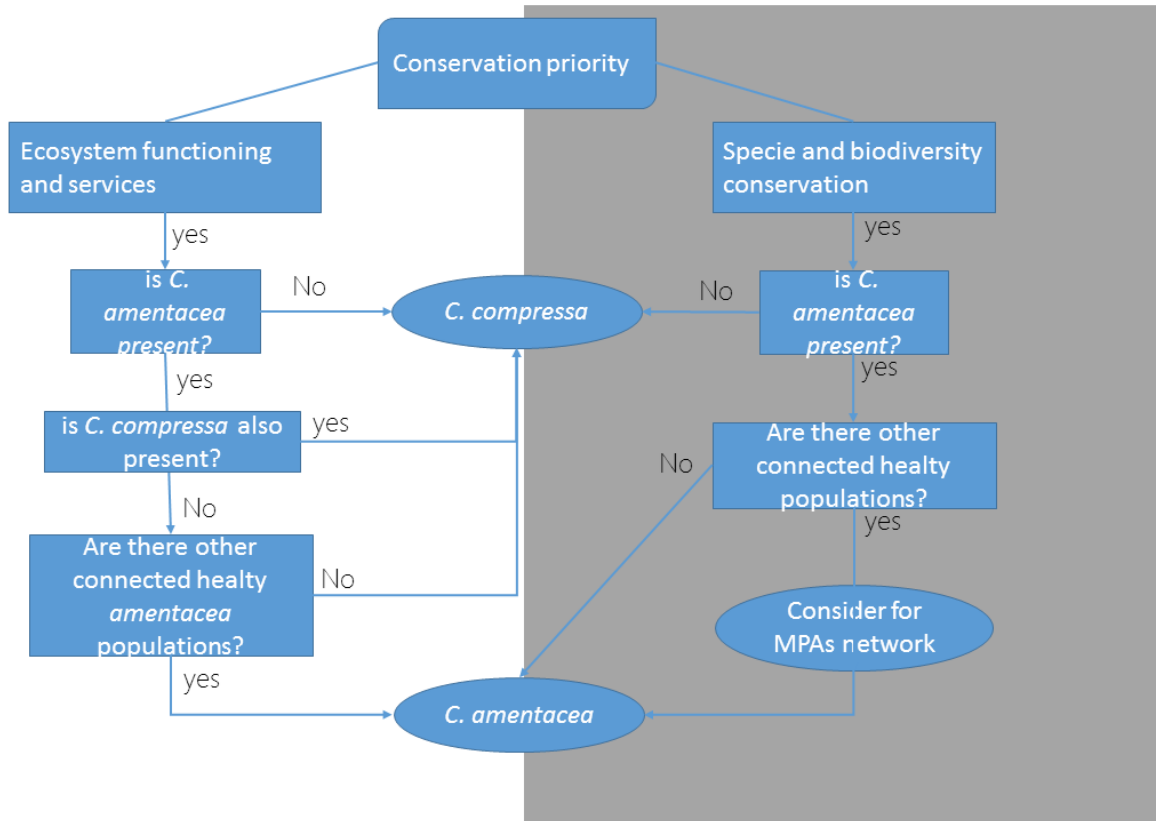 Conservation priority
Ecosystem functioning
and services
Specie and biodiversity
conservation
yes
yes
is C.
amentacea
present?
No
C. compressa
No
is C.
amentacea
present?
yes
yes
is C. compressa also
present?
yes
Are there other
connected healty
populations?
No
No
yes
Are there other
connected healty
amentacea
populations?
No
Consider for
MPAs network
yes
C. amentacea